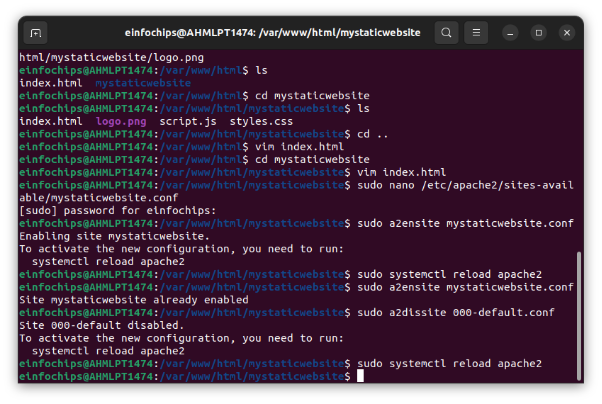 einfochips@AHMLPT1474: /var/www/html/mystaticwebsite
html/mystaticwebsite/logo.png
einfochips@AHMLPT1474:/var/www/html$ ls
index.html  mystaticwebsite
einfochips@AHMLPT1474:/var/www/html$ cd mystaticwebsite
einfochips@AHMLPT1474:/var/www/html/mystaticwebsite$ ls
index.html  logo.png  script.js  styles.css
einfochips@AHMLPT1474:/var/www/html/mystaticwebsite$ cd ..
einfochips@AHMLPT1474:/var/www/html$ vim index.html
einfochips@AHMLPT1474:/var/www/html$ cd mystaticwebsite
einfochips@AHMLPT1474:/var/www/html/mystaticwebsite$ vim index.html
einfochips@AHMLPT1474:/var/www/html/mystaticwebsite$ sudo nano /etc/apache2/sites-avail
able/mystaticwebsite.conf
[sudo] password for einfochips:
einfochips@AHMLPT1474:/var/www/html/mystaticwebsite$ sudo a2ensite mystaticwebsite.conf
Enabling site mystaticwebsite.
To activate the new configuration, you need to run:
  systemctl reload apache2
einfochips@AHMLPT1474:/var/www/html/mystaticwebsite$ sudo systemctl reload apache2
einfochips@AHMLPT1474:/var/www/html/mystaticwebsite$ sudo a2ensite mystaticwebsite.conf
Site mystaticwebsite already enabled
einfochips@AHMLPT1474:/var/www/html/mystaticwebsite$ sudo a2dissite 000-default.conf
Site 000-default disabled.
To activate the new configuration, you need to run:
  systemctl reload apache2
einfochips@AHMLPT1474:/var/www/html/mystaticwebsite$ sudo systemctl reload apache2
einfochips@AHMLPT1474:/var/www/html/mystaticwebsite$